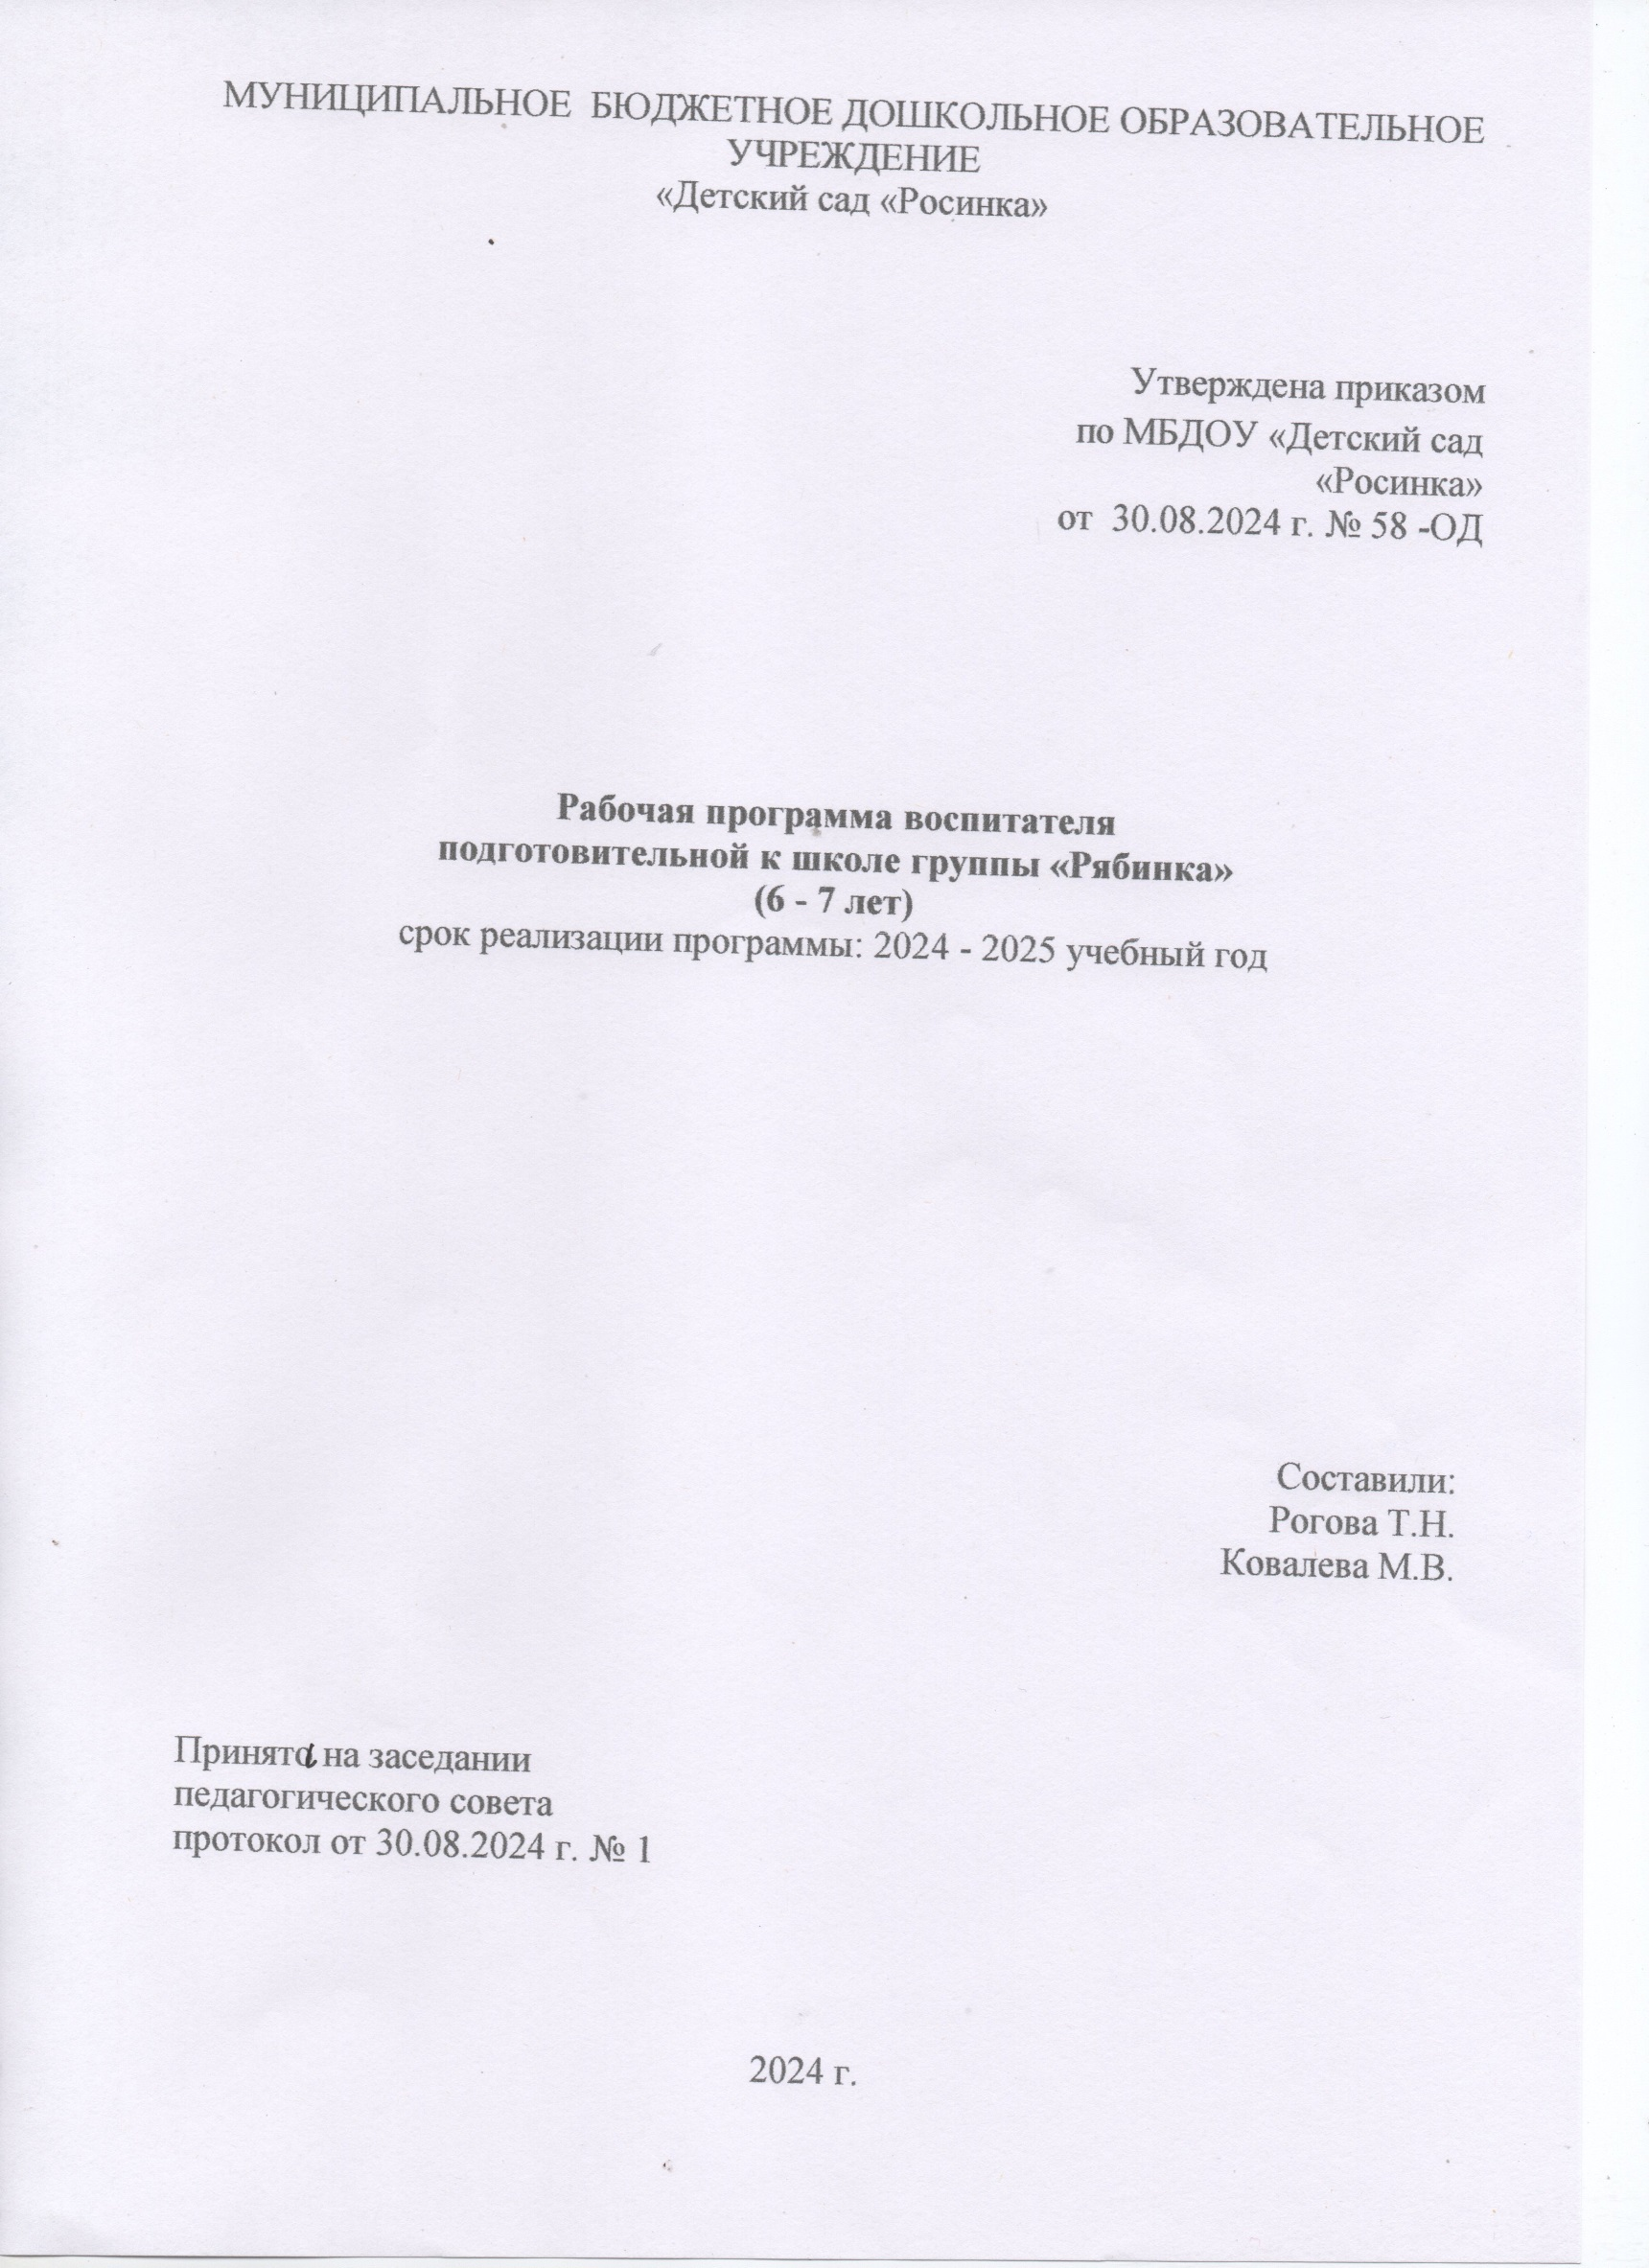 МУНИЦИПАЛЬНОЕ БЮДЖЕТНОЕ ДОШКОЛЬНОЕ ОБРАЗОВАТЕЛЬНОЕ
УЧРЕЖДЕНИЕ
«Детский сад «Росинка»
Утверждена приказом
по МБДОУ «Детский сад
«Росинка»
от 30.08.2024 г. № 58 -ОД
Рабочая программа воспитателя
подготовительной к школе группы «Рябинка»
(6 - 7 лет)
срок реализации программы: 2024 - 2025 учебный год
Составили:
Рогова Т.Н.
Ковалева М.В.
Принята на заседании
педагогического совета
протокол от 30.08.2024 г. № 1
2024 г.